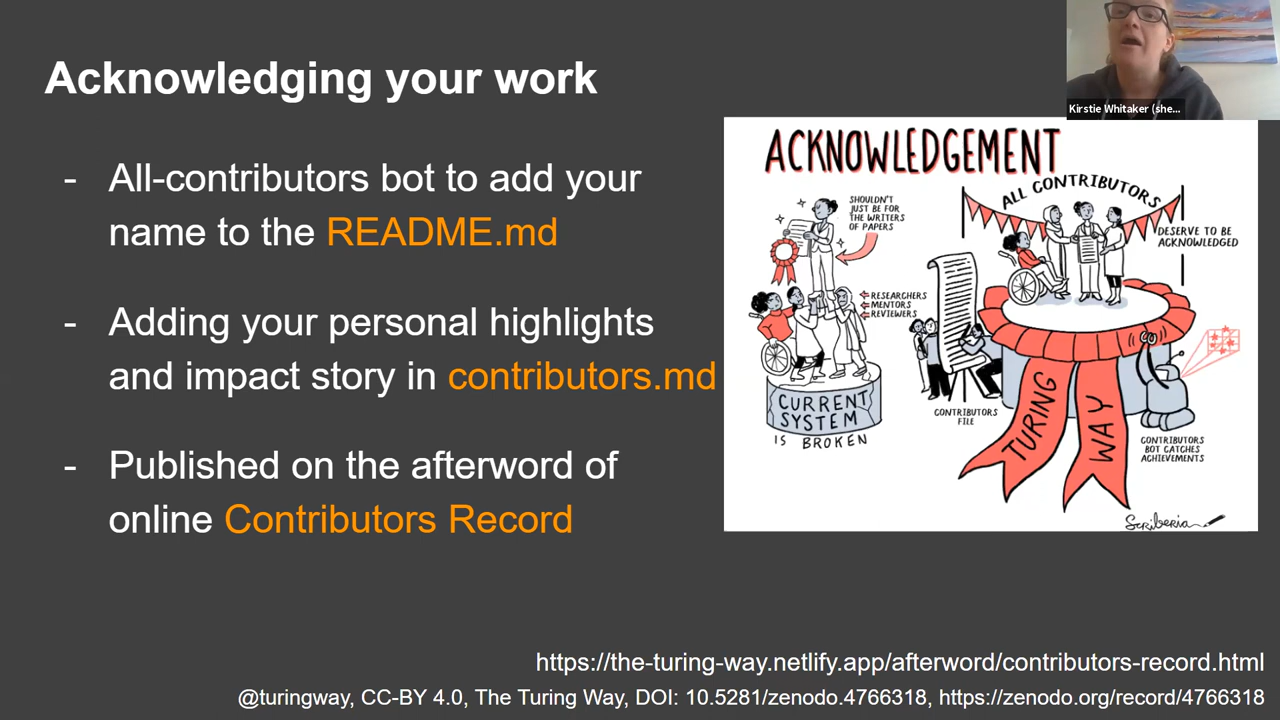 Acknowledging your work
Kirstie Whitaker (she...
- All-contributors bot to add your
name to the README.md
- Adding your personal highlights
and impact story in contributors.md
- Published on the afterword of
online Contributors Record
ACKNOWLEDGEMENT
SHOULDN'T
JUST BE FOR
THE WRITERS
OF PAPERS
RESEARCHERS
MENTORS
REVIEWERS
CURRENT
SYSTEM
IS BROKEN
ALL CONTRIBUTORS
DESERVE TO BE
ACKNOWLEDGED
CONTRIBUTORS
FILE
TURING
WAY
CONTRIBUTORS
BOT CATCHES
ACHIEVEMENTS
Scriberia
https://the-turing-way.netlify.app/afterword/contributors-record.html
@turingway, CC-BY 4.0, The Turing Way, DOI: 10.5281/zenodo.4766318, https://zenodo.org/record/4766318